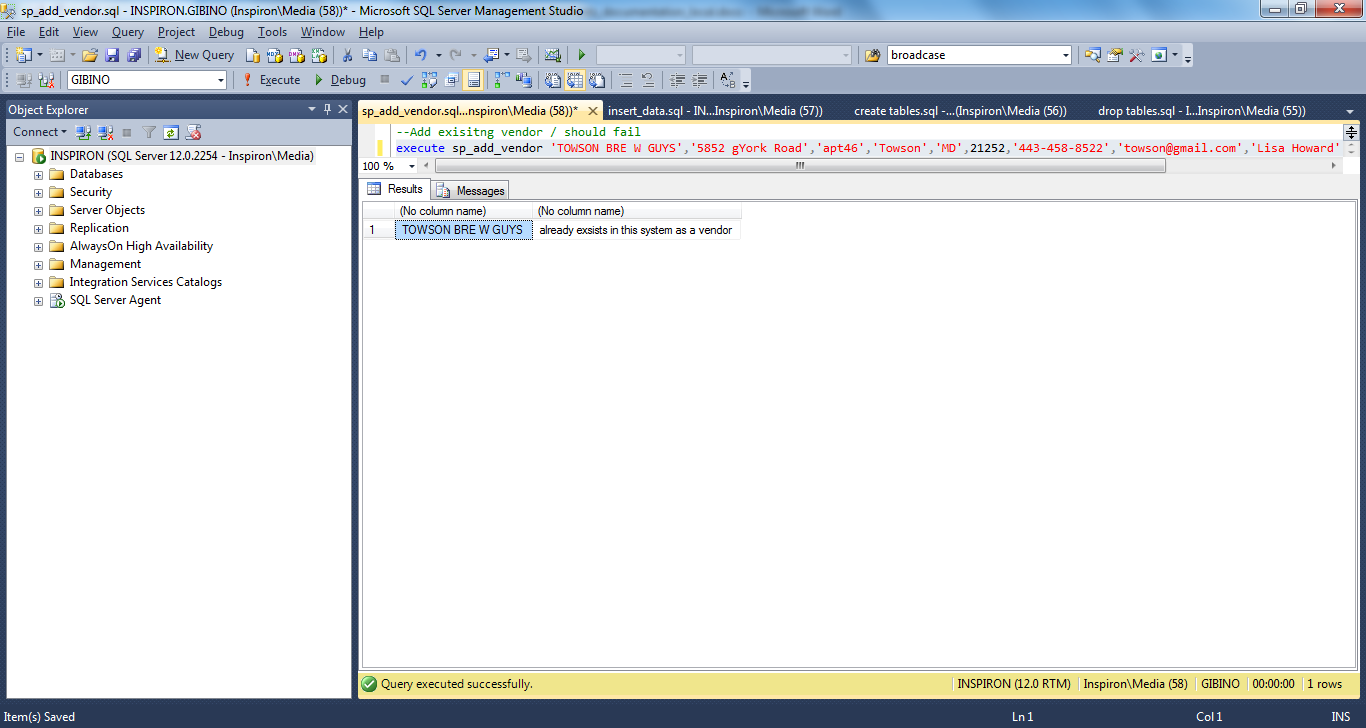 sp_add_vendor.sql - INSPIRON.GIBINO (Inspiron\Media (58))* - Microsoft SQL Server Management Studio
File Edit View Query Project Debug Tools Window Help
New Query broadcase
GIBINO Execute Debug
Object Explorer
Connect
INSPIRON (SQL Server 12.0.2254 - Inspiron\Media)
Databases
Security
Server Objects
Replication
AlwaysOn High Availability
Management
Integration Services Catalogs
SQL Server Agent
sp_add_vendor.sql...nspiron\Media (58))* insert_data.sql - IN...Inspiron\Media (57)) create tables.sql -...(Inspiron\Media (56)) drop tables.sql - I...Inspiron\Media (55))
--Add exisitng vendor / should fail
execute sp_add_vendor 'TOWSON BRE W GUYS','5852 gYork Road','apt46','Towson','MD',21252,'443-458-8522','towson@gmail.com','Lisa Howard'
100 %
Results Messages
(No column name) (No column name)
1 TOWSON BRE W GUYS already exsists in this system as a vendor
Query executed successfully. INSPIRON (12.0 RTM) Inspiron\Media (58) GIBINO 00:00:00 1 rows
Item(s) Saved Ln 1 Col 1 INS